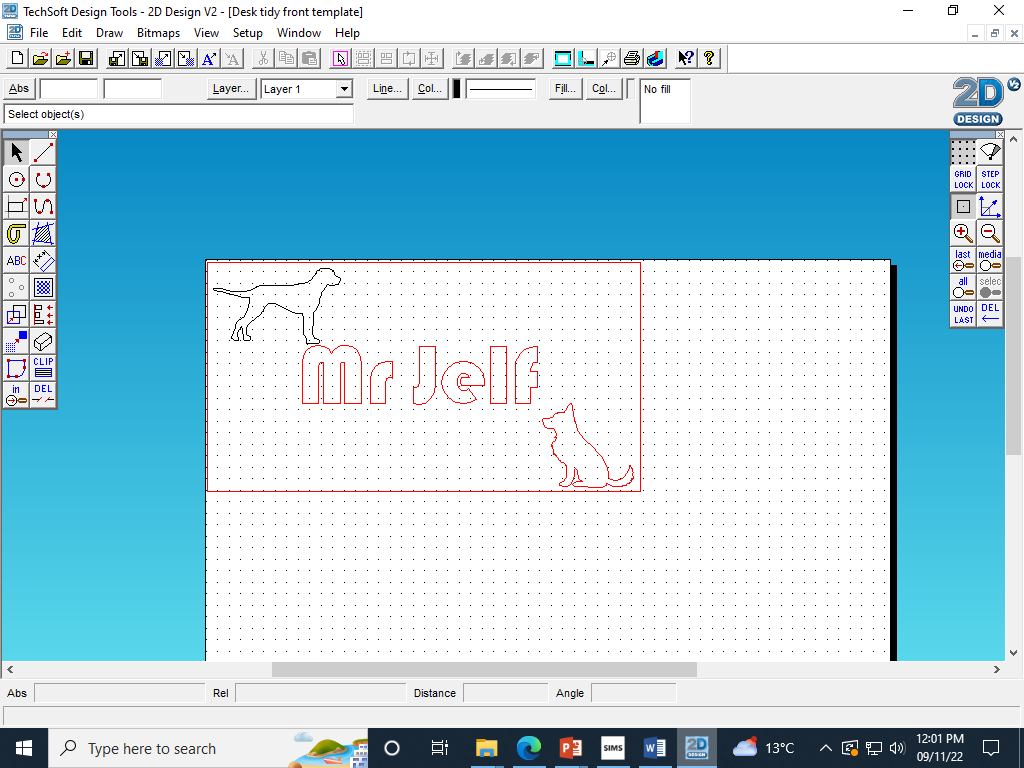 TechSoft Design Tools - 2D Design V2 - [Desk tidy front template]
File Edit Draw Bitmaps View Setup Window Help
Abs Layer... Layer 1 Line... Col... Fill... Col... No fill
2D V2
DESIGN
Select object(s)
GRID LOCK STEP LOCK
ABC
last media
all selec
UNDO LAST DEL
CLIP
in DEL
Mr Jelf
Abs Rel Distance Angle
Type here to search
SIMS
2D DESIGN
13°C
12:01 PM
09/11/22